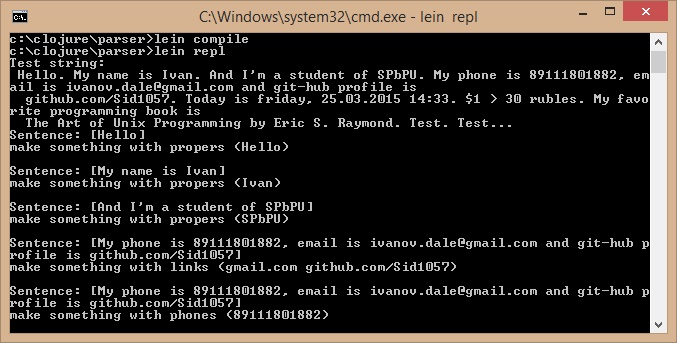 C:\Windows\system32\cmd.exe - lein repl
c:\clojure\parser>lein compile
c:\clojure\parser>lein repl
Test string:
Hello. My name is Ivan. And I'm a student of SPbPU. My phone is 89111801882, em
ail is ivanov.dale@gmail.com and git-hub profile is
github.com/Sid1057. Today is friday, 25.03.2015 14:33. $1 > 30 rubles. My favo
rite programming book is
The Art of Unix Programming by Eric S. Raymond. Test. Test...
Sentence: [Hello]
make something with propers (Hello)
Sentence: [My name is Ivan]
make something with propers (Ivan)
Sentence: [And I'm a student of SPbPU]
make something with propers (SPbPU)
Sentence: [My phone is 89111801882, email is ivanov.dale@gmail.com and git-hub p
rofile is github.com/Sid1057]
make something with links (gmail.com github.com/Sid1057)
Sentence: [My phone is 89111801882, email is ivanov.dale@gmail.com and git-hub p
rofile is github.com/Sid1057]
make something with phones (89111801882)